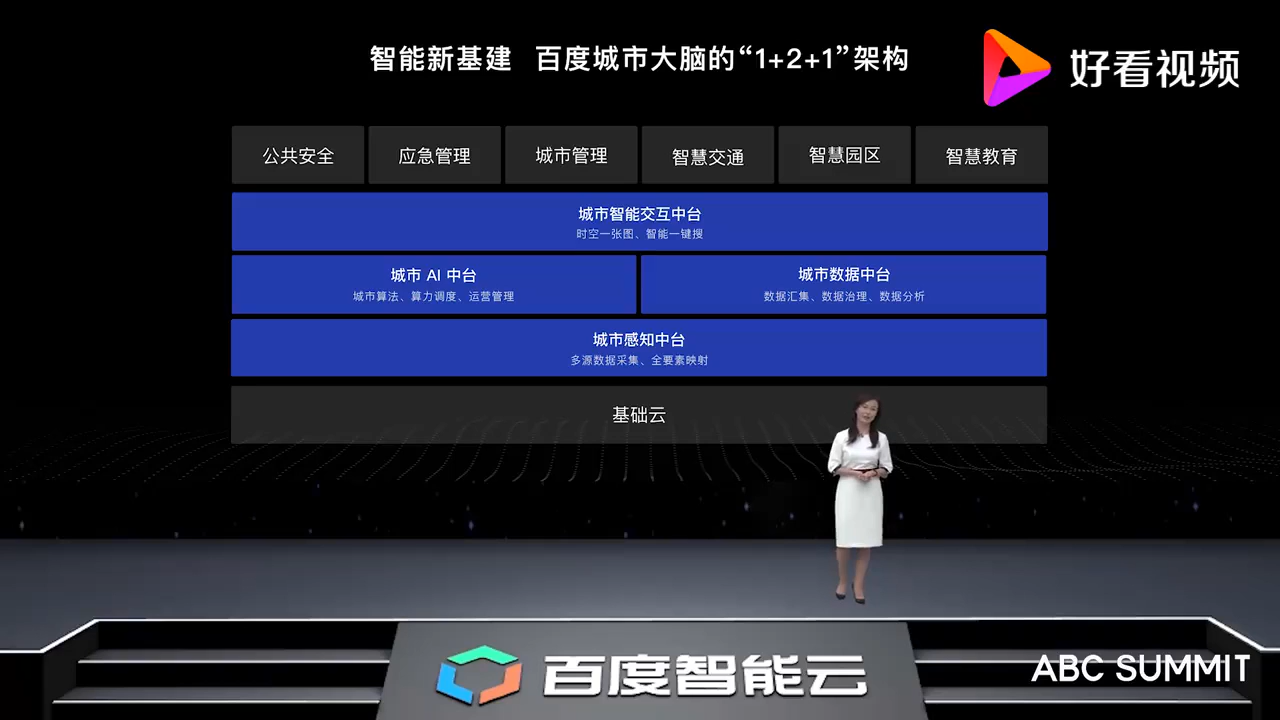 智能新基建 百度城市大脑的“1+2+1”架构
好看视频
公共安全
应急管理
城市管理
智慧交通
智慧园区
智慧教育
城市智能交互中台
时空一张图、智能一键搜
城市 AI 中台
城市算法、算力调度、运营管理
城市数据中台
数据汇集、数据治理、数据分析
城市感知中台
多源数据采集、全要素映射
基础云
百度智能云
ABC SUMMIT